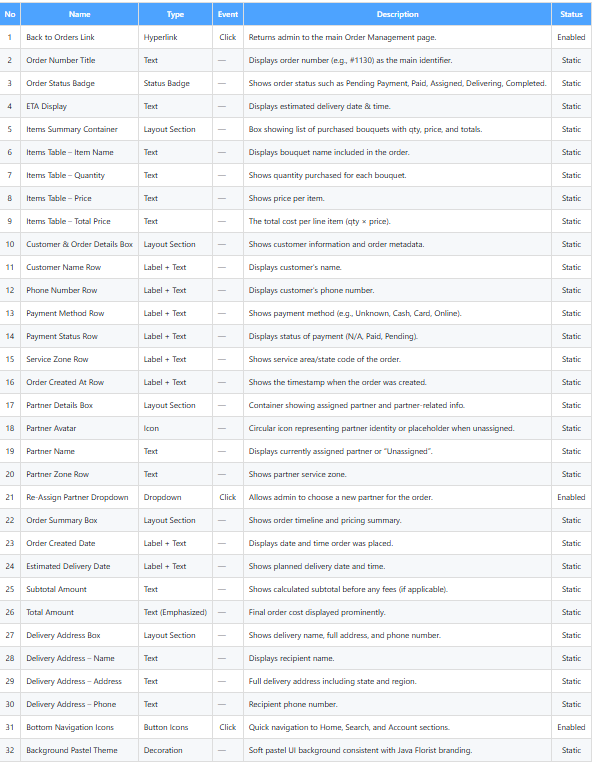 No Name Type Event Description Status
1 Back to Orders Link Hyperlink Click Returns admin to the main Order Management page. Enabled
2 Order Number Title Text — Displays order number (e.g., #1130) as the main identifier. Static
3 Order Status Badge Status Badge — Shows order status such as Pending Payment, Paid, Assigned, Delivering, Completed. Static
4 ETA Display Text — Displays estimated delivery date & time. Static
5 Items Summary Container Layout Section — Box showing list of purchased bouquets with qty, price, and totals. Static
6 Items Table – Item Name Text — Displays bouquet name included in the order. Static
7 Items Table – Quantity Text — Shows quantity purchased for each bouquet. Static
8 Items Table – Price Text — Shows price per item. Static
9 Items Table – Total Price Text — The total cost per line item (qty × price). Static
10 Customer & Order Details Box Layout Section — Shows customer information and order metadata. Static
11 Customer Name Row Label + Text — Displays customer's name. Static
12 Phone Number Row Label + Text — Displays customer's phone number. Static
13 Payment Method Row Label + Text — Shows payment method (e.g., Unknown, Cash, Card, Online). Static
14 Payment Status Row Label + Text — Displays status of payment (N/A, Paid, Pending). Static
15 Service Zone Row Label + Text — Shows service area/state code of the order. Static
16 Order Created At Row Label + Text — Shows the timestamp when the order was created. Static
17 Partner Details Box Layout Section — Container showing assigned partner and partner-related info. Static
18 Partner Avatar Icon — Circular icon representing partner identity or placeholder when unassigned. Static
19 Partner Name Text — Displays currently assigned partner or "Unassigned". Static
20 Partner Zone Row Text — Shows partner service zone. Static
21 Re-Assign Partner Dropdown Dropdown Click Allows admin to choose a new partner for the order. Enabled
22 Order Summary Box Layout Section — Shows order timeline and pricing summary. Static
23 Order Created Date Label + Text — Displays date and time order was placed. Static
24 Estimated Delivery Date Label + Text — Shows planned delivery date and time. Static
25 Subtotal Amount Text — Shows calculated subtotal before any fees (if applicable). Static
26 Total Amount Text (Emphasized) — Final order cost displayed prominently. Static
27 Delivery Address Box Layout Section — Shows delivery name, full address, and phone number. Static
28 Delivery Address – Name Text — Displays recipient name. Static
29 Delivery Address – Address Text — Full delivery address including state and region. Static
30 Delivery Address – Phone Text — Recipient phone number. Static
31 Bottom Navigation Icons Button Icons Click Quick navigation to Home, Search, and Account sections. Enabled
32 Background Pastel Theme Decoration — Soft pastel UI background consistent with Java Florist branding. Static